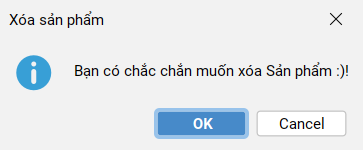 Xóa sản phẩm
Bạn có chắc chắn muốn xóa Sản phẩm :)!
OK
Cancel